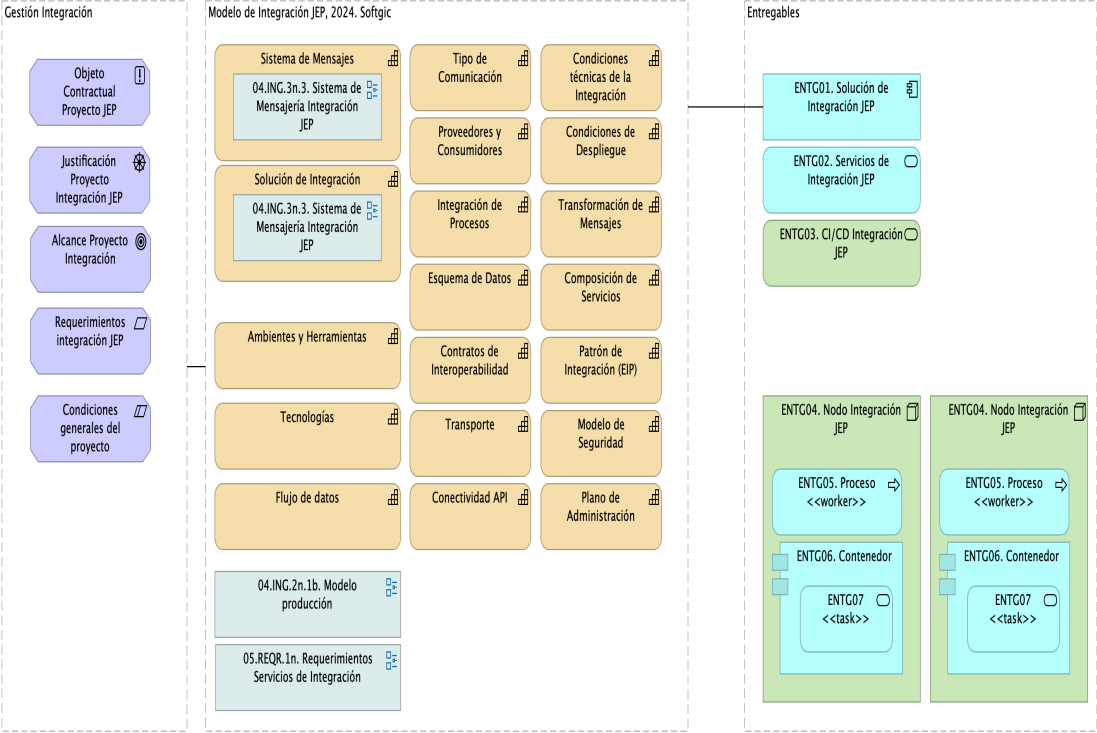 Gestión Integración
Objeto
Contractual
Proyecto JEP
Justificación
Proyecto
Integración JEP
Alcance Proyecto
Integración
Requerimientos
integración JEP
Condiciones
generales del
proyecto
Modelo de Integración JEP, 2024. Softgic
Sistema de Mensajes
04.ING.3n.3. Sistema de
Mensajería Integración
JEP
Solución de Integración
04.ING.3n.3. Sistema de
Mensajería Integración
JEP
Ambientes y Herramientas
Tecnologías
Flujo de datos
04.ING.2n.1b. Modelo
producción
05.REQR.1n. Requerimientos
Servicios de Integración
Tipo de
Comunicación
Proveedores y
Consumidores
Integración de
Procesos
Esquema de Datos
Contratos de
Interoperabilidad
Transporte
Conectividad API
Condiciones
técnicas de la
Integración
Condiciones de
Despliegue
Transformación de
Mensajes
Composición de
Servicios
Patrón de
Integración (EIP)
Modelo de
Seguridad
Plano de
Administración
Entregables
ENTG01. Solución de
Integración JEP
ENTG02. Servicios de
Integración JEP
ENTG03. CI/CD Integración
JEP
ENTG04. Nodo Integración
JEP
ENTG05. Proceso
<<worker>>
ENTG06. Contenedor
ENTG07
<<task>>
ENTG04. Nodo Integración
JEP
ENTG05. Proceso
<<worker>>
ENTG06. Contenedor
ENTG07
<<task>>